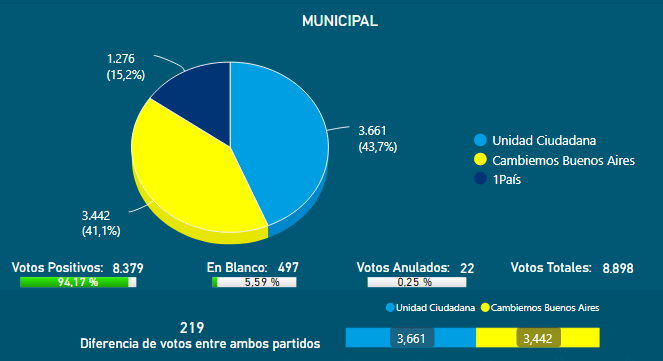 MUNICIPAL
1.276
(15,2%)
3.661
(43,7%)
Unidad Ciudadana
Cambiemos Buenos Aires
1País
3.442
(41,1%)
Votos Positivos: 8.379
94,17 %
En Blanco: 497
5,59 %
Votos Anulados: 22
0,25 %
Votos Totales: 8.898
Unidad Ciudadana Cambiemos Buenos Aires
219
Diferencia de votos entre ambos partidos
3,661 3,442